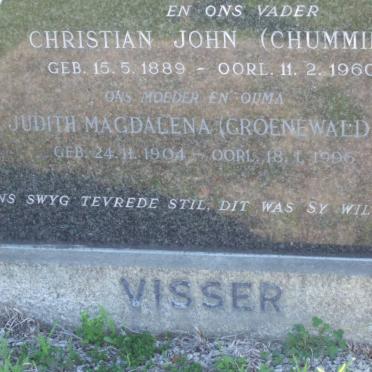 EN ONS VADER
CHRISTIAN JOHN (CHUMMI
GEB. 15.5.1889 – OORL. 11.2.1960
ONS MOEDER EN OUMA
JUDITH MAGDALENA (GROENEWALD
GEB. 24.11.1904 – OORL. 18.1.1996
NS SWYG TEVREDE STIL, DIT WAS SY WIL
VISSER